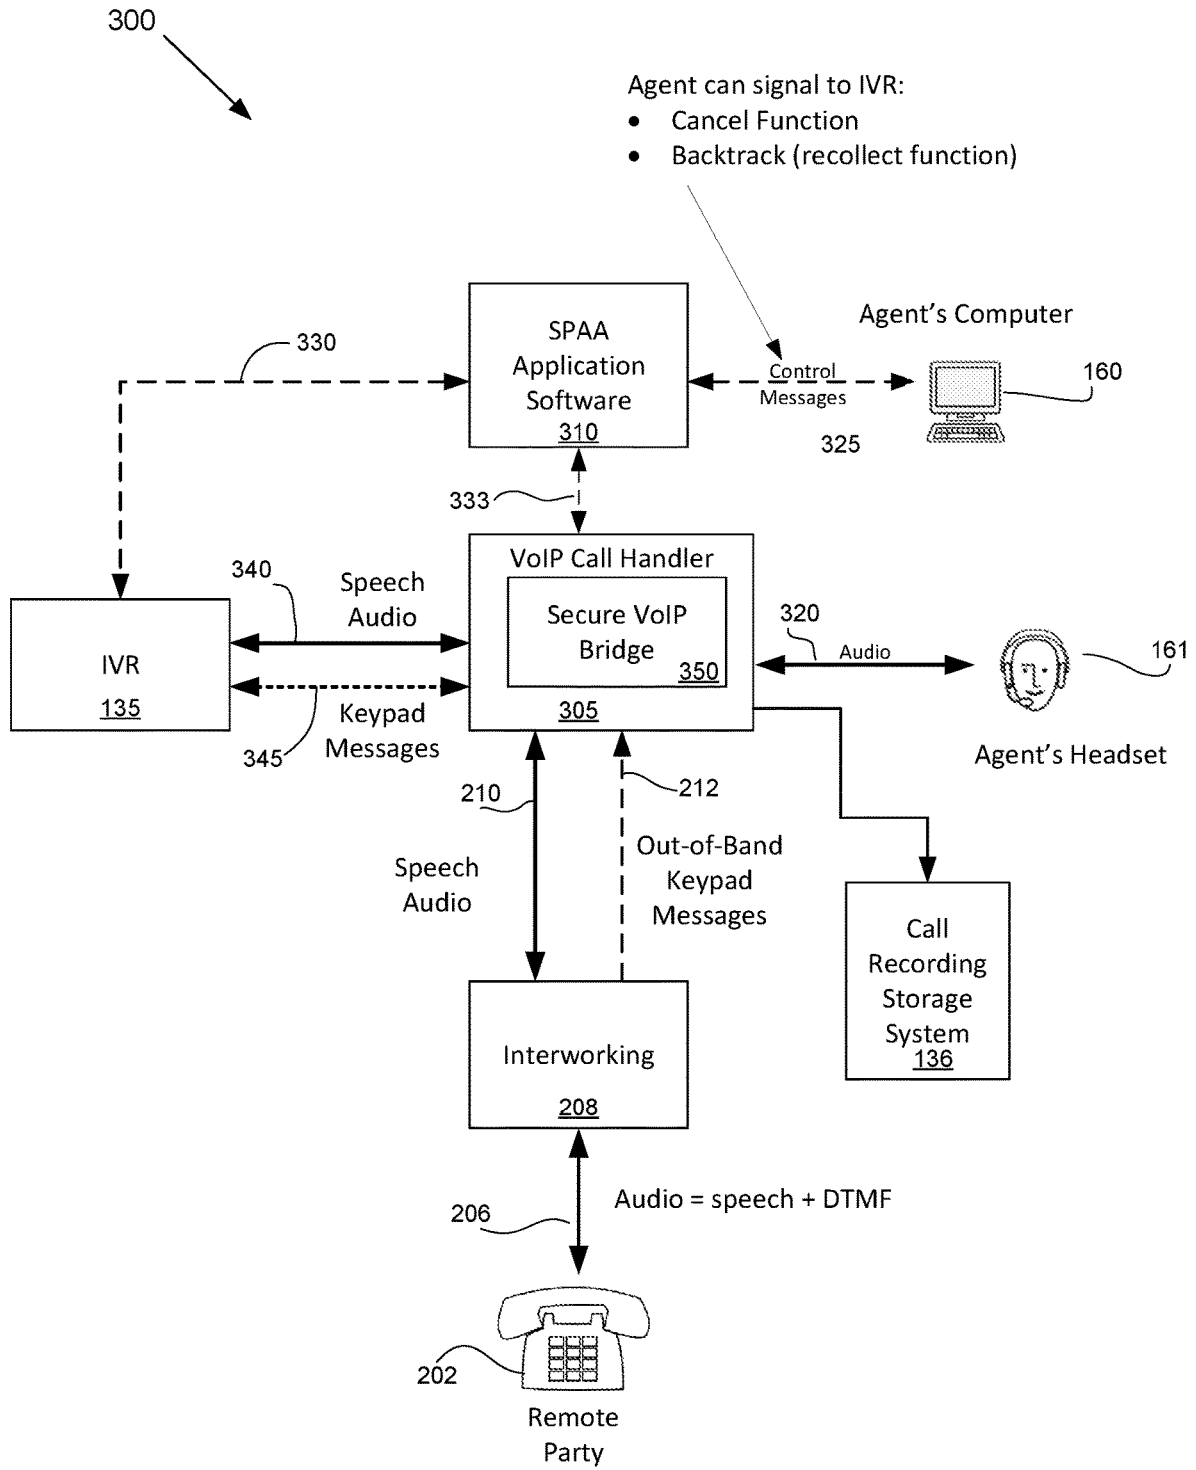 300
Agent can signal to IVR:
• Cancel Function
• Backtrack (recollect function)
SPAA
Application
Software
310
330
Agent’s Computer
Control
Messages
160
325
333
VoIP Call Handler
Secure VoIP
Bridge
350
305
340
Speech
Audio
IVR
135
Keypad
Messages
345
320
Audio
161
Agent’s Headset
210
212
Speech
Audio
Out-of-Band
Keypad
Messages
Call
Recording
Storage
System
136
Interworking
208
206
Audio = speech + DTMF
202
Remote
Party